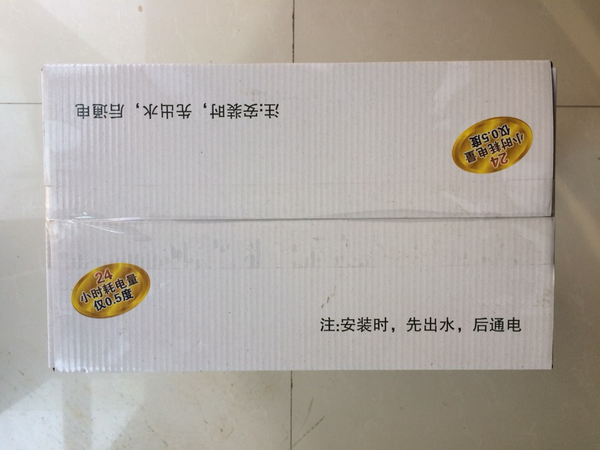 注:安装时，先出水，后通电
24
小时耗电量
仅0.5度
24
小时耗电量
仅0.5度
注:安装时，先出水，后通电